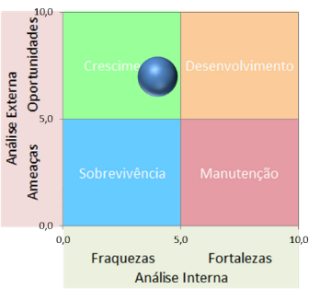 10,0
Crescime
Desenvolvimento
5,0
Sobrevivência
Manutenção
0,0
0,0
5,0
10,0
Análise Externa
Ameaças
Oportunidades
Fraquezas
Fortalezas
Análise Interna